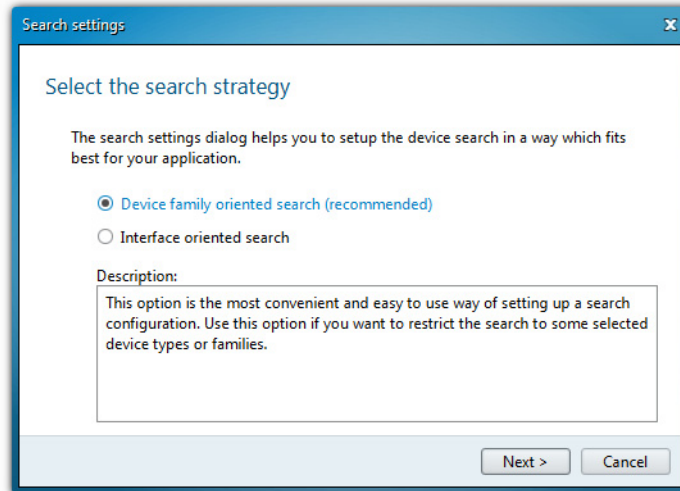 Search settings
Select the search strategy
The search settings dialog helps you to setup the device search in a way which fits
best for your application.
Device family oriented search (recommended)
Interface oriented search
Description:
This option is the most convenient and easy to use way of setting up a search
configuration. Use this option if you want to restrict the search to some selected
device types or families.
Next >
Cancel